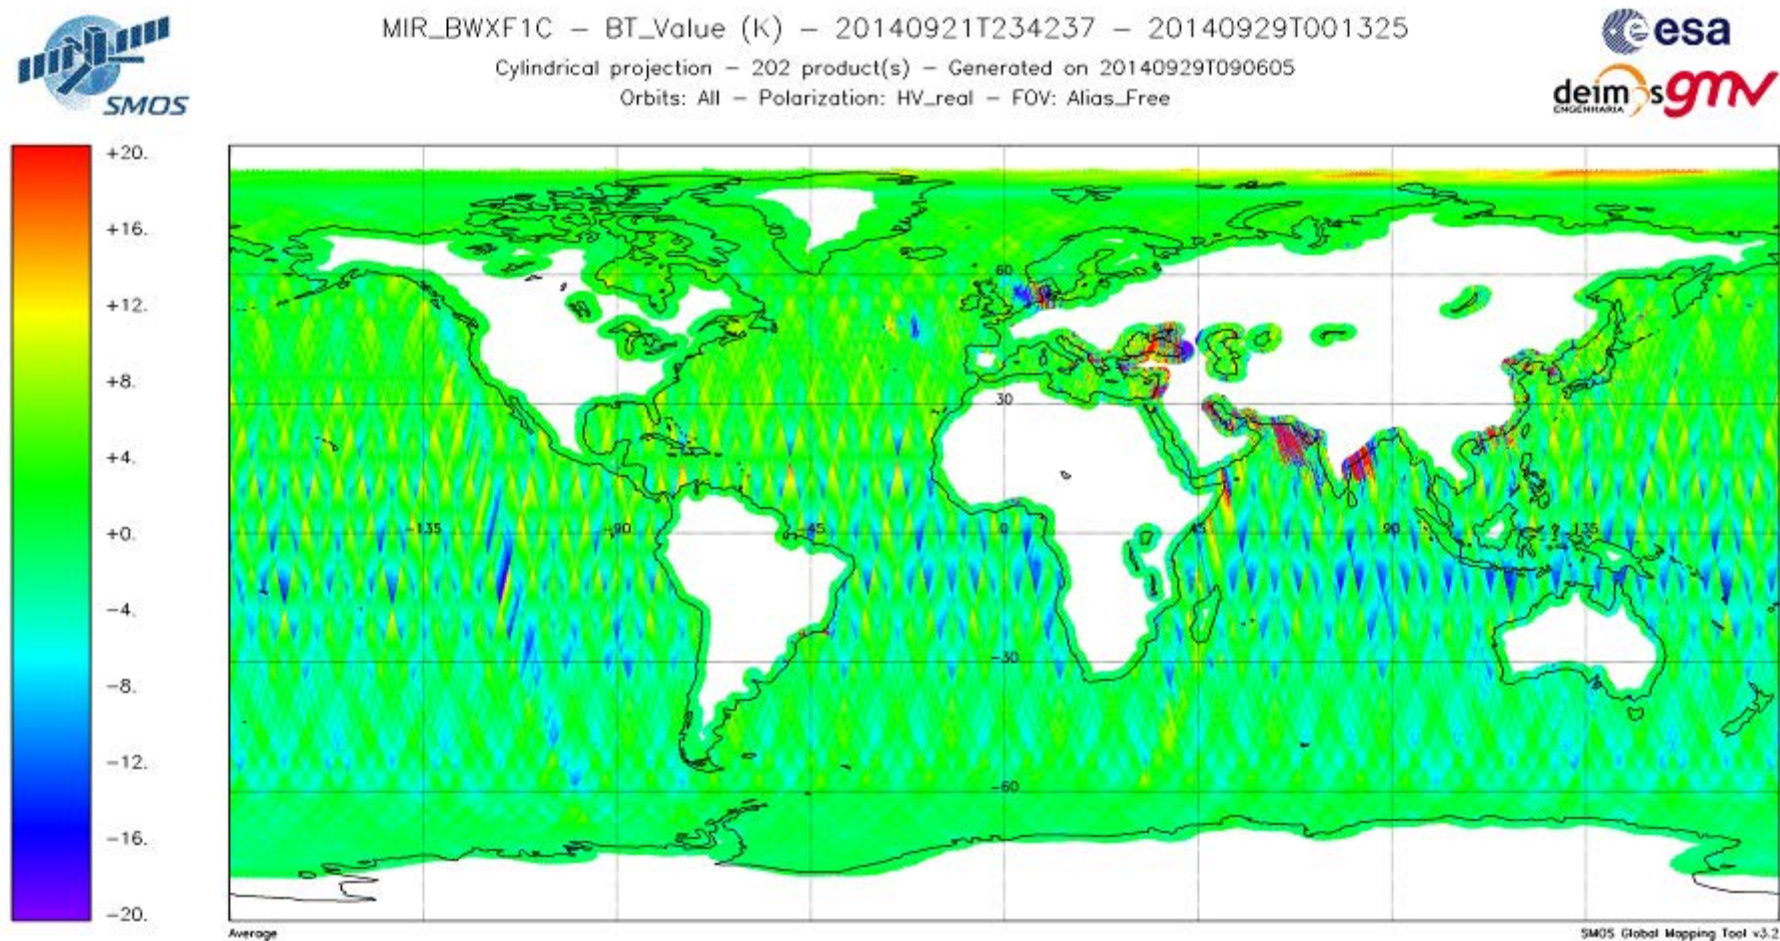 MIR_BWXF1C – BT_Value (K) – 20140921T234237 – 20140929T001325
Cylindrical projection – 202 product(s) – Generated on 20140929T090605
Orbits: All – Polarization: HV_real – FOV: Alias_Free
SMOS
esa
deimos
ENGENHARIA
gmv
+20.
+16.
+12.
+8.
+4.
+0.
−4.
−8.
−12.
−16.
−20.
60
30
−135
−90
−45
0
45
90
135
−30
−60
Average
SMOS Global Mapping Tool v3.2